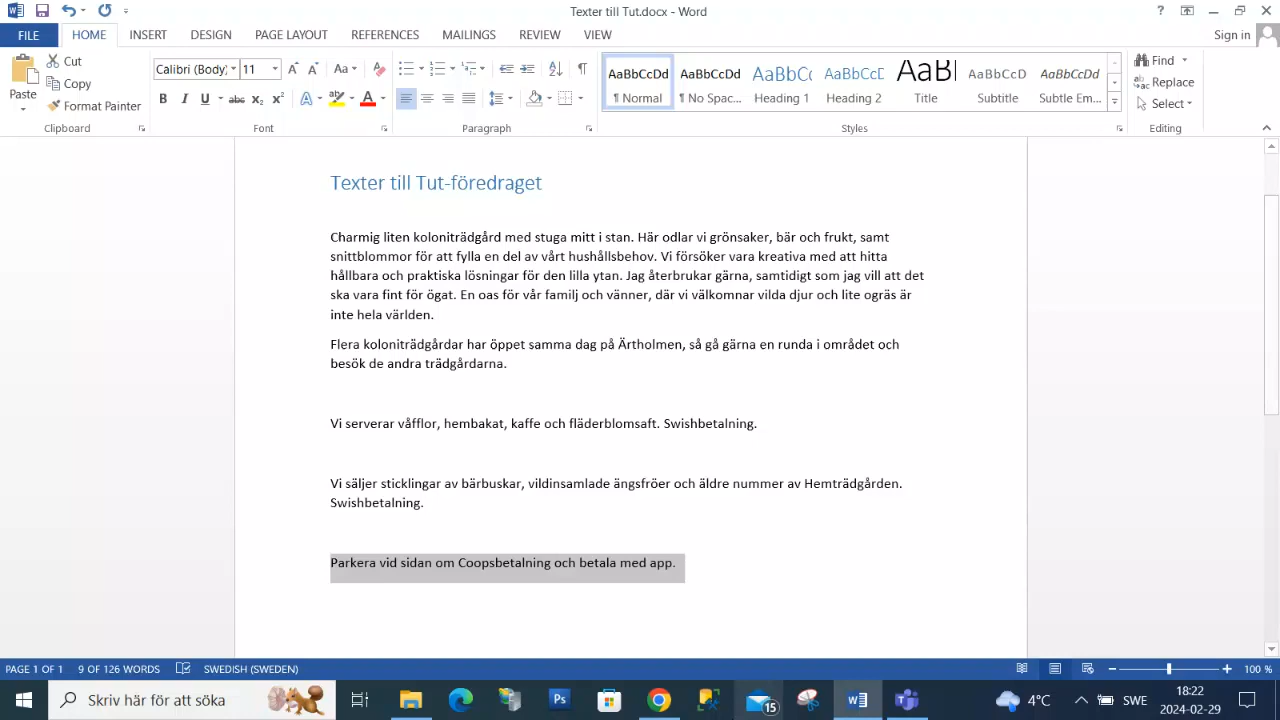 Texter till Tut.docx - Word
FILE HOME INSERT DESIGN PAGE LAYOUT REFERENCES MAILINGS REVIEW VIEW Sign in
Paste Cut
Copy
Format Painter
Calibri (Body) 11
AaBbCcDd AaBbCcDd AaBbCc AaBbCcD AaBl AaBbCcD AaBbCcDd
¶ Normal ¶ No Spac... Heading 1 Heading 2 Title Subtitle Subtle Em...
Find
Replace
Select
Clipboard Font Paragraph Styles Editing
Texter till Tut-föredraget
Charmig liten koloniträdgård med stuga mitt i stan. Här odlar vi grönsaker, bär och frukt, samt
snittblommor för att fylla en del av vårt hushållsbehov. Vi försöker vara kreativa med att hitta
hållbara och praktiska lösningar för den lilla ytan. Jag återbrukar gärna, samtidigt som jag vill att det
ska vara fint för ögat. En oas för vår familj och vänner, där vi välkomnar vilda djur och lite ogräs är
inte hela världen.
Flera koloniträdgårdar har öppet samma dag på Ärtholmen, så gå gärna en runda i området och
besök de andra trädgårdarna.
Vi serverar våfflor, hembakat, kaffe och fläderblomsaft. Swishbetalning.
Vi säljer sticklingar av bärbuskar, vildinsamlade ängsfröer och äldre nummer av Hemträdgården.
Swishbetalning.
Parkera vid sidan om Coopsbetalning och betala med app.
PAGE 1 OF 1 9 OF 126 WORDS SWEDISH (SWEDEN) 100 %
Skriv här för att söka 15 4°C SWE 18:22
2024-02-29